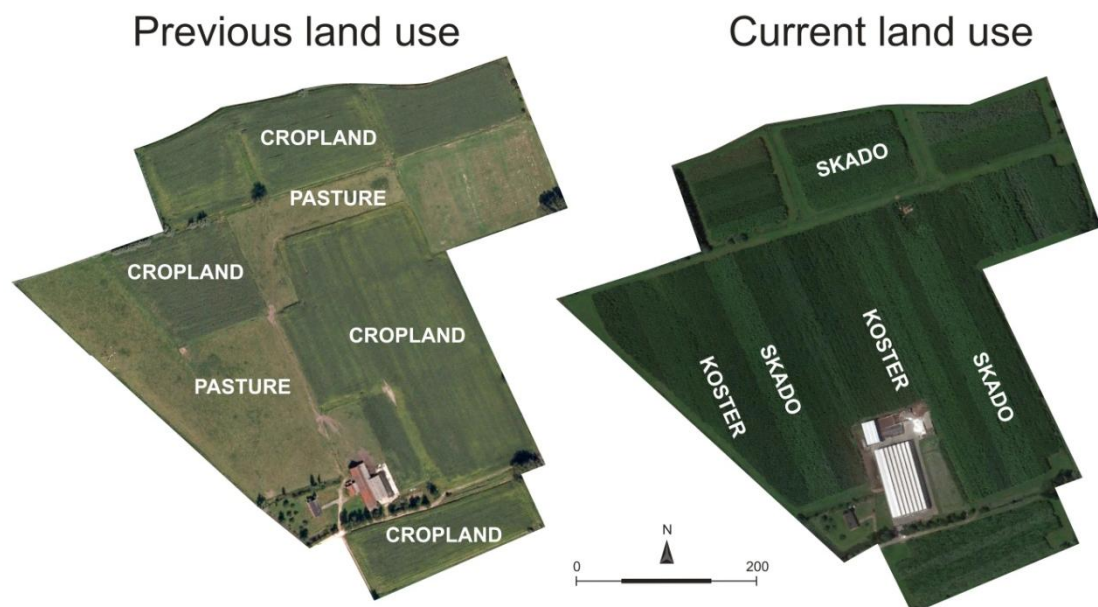 Previous land use
Current land use
CROPLAND
PASTURE
CROPLAND
CROPLAND
PASTURE
CROPLAND
SKADO
KOSTER
SKADO
KOSTER
SKADO
N
0
200